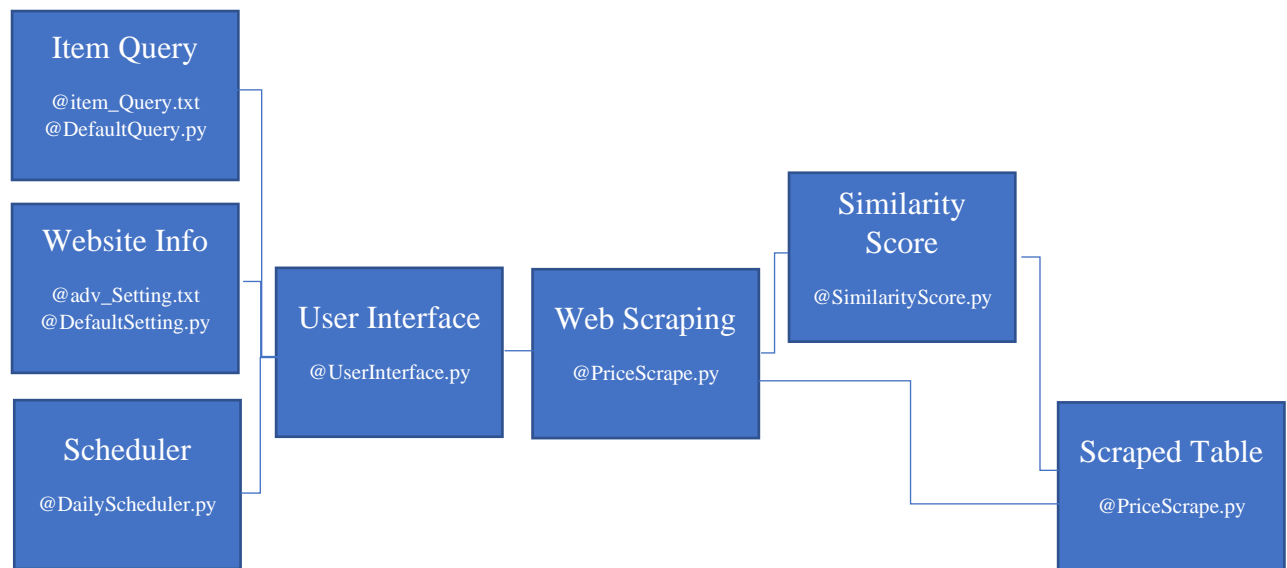 Item Query
@item_Query.txt
@DefaultQuery.py
Website Info
@adv_Setting.txt
@DefaultSetting.py
Scheduler
@DailyScheduler.py
User Interface
@UserInterface.py
Web Scraping
@PriceScrape.py
Similarity
Score
@SimilarityScore.py
Scraped Table
@PriceScrape.py